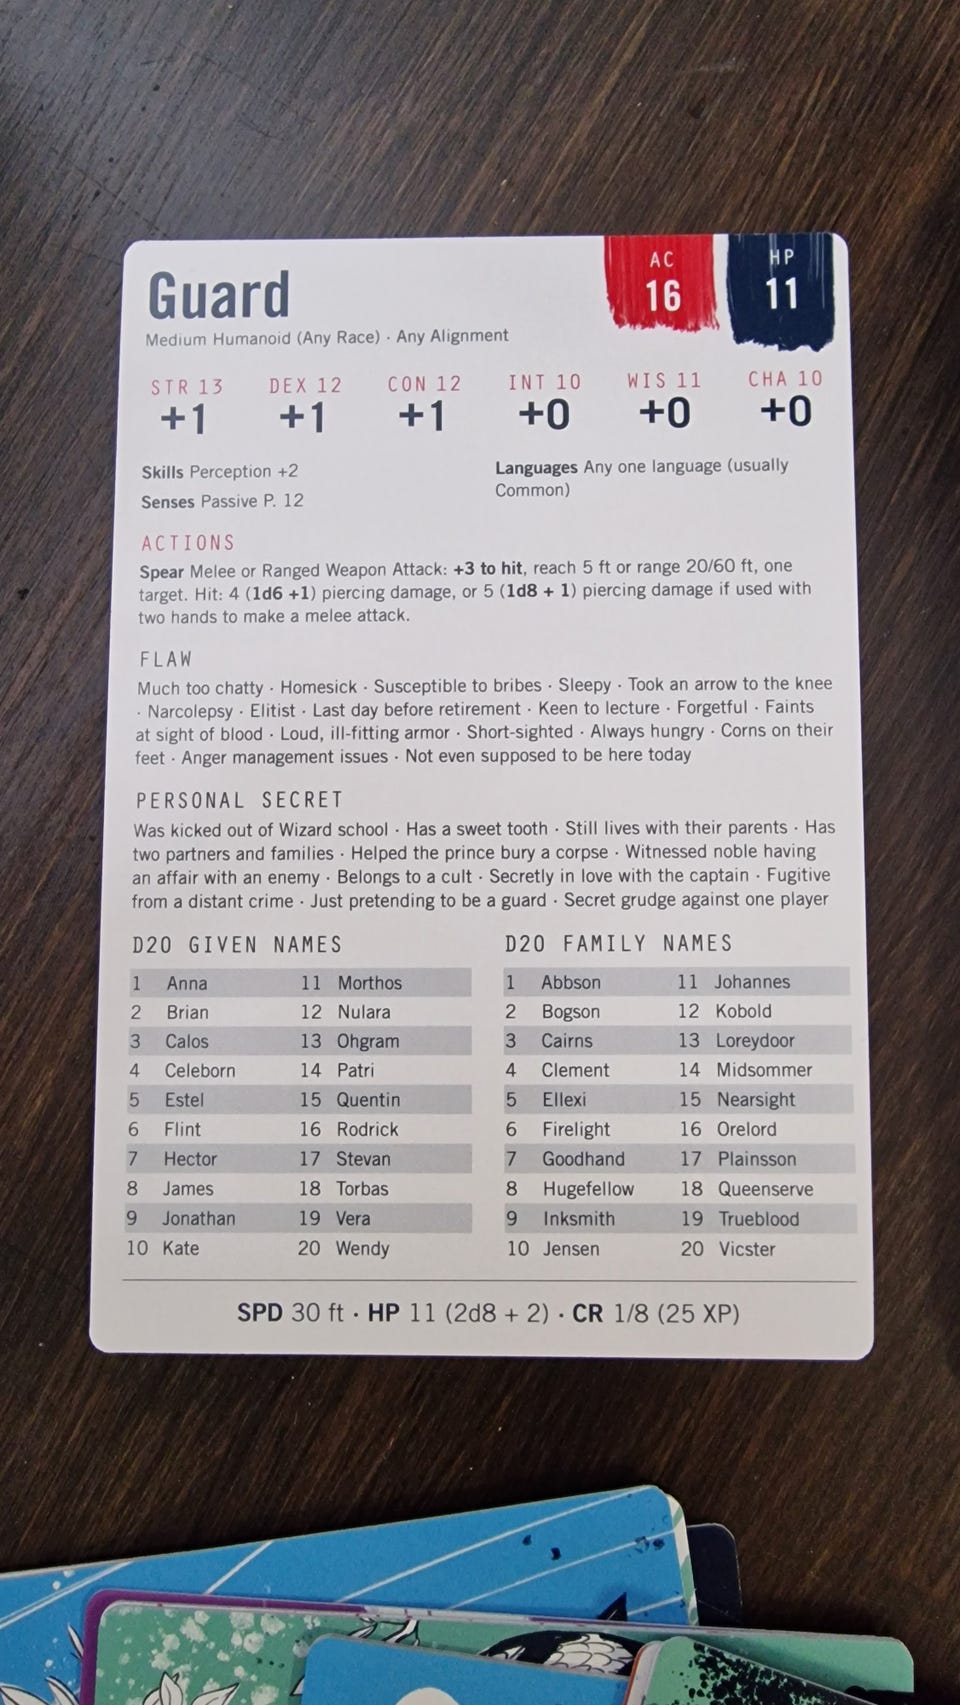 Guard
AC
16
HP
11
Medium Humanoid (Any Race) · Any Alignment
STR 13 DEX 12 CON 12 INT 10 WIS 11 CHA 10
+1 +1 +1 +0 +0 +0
Skills Perception +2
Senses Passive P. 12
Languages Any one language (usually
Common)
ACTIONS
Spear Melee or Ranged Weapon Attack: +3 to hit, reach 5 ft or range 20/60 ft, one
target. Hit: 4 (1d6 +1) piercing damage, or 5 (1d8 + 1) piercing damage if used with
two hands to make a melee attack.
FLAW
Much too chatty · Homesick · Susceptible to bribes · Sleepy · Took an arrow to the knee
· Narcolepsy · Elitist · Last day before retirement · Keen to lecture · Forgetful · Faints
at sight of blood · Loud, ill-fitting armor · Short-sighted · Always hungry · Corns on their
feet · Anger management issues · Not even supposed to be here today
PERSONAL SECRET
Was kicked out of Wizard school · Has a sweet tooth · Still lives with their parents · Has
two partners and families · Helped the prince bury a corpse · Witnessed noble having
an affair with an enemy · Belongs to a cult · Secretly in love with the captain · Fugitive
from a distant crime · Just pretending to be a guard · Secret grudge against one player
D20 GIVEN NAMES
1 Anna 11 Morthos
2 Brian 12 Nulara
3 Calos 13 Ohgram
4 Celeborn 14 Patri
5 Estel 15 Quentin
6 Flint 16 Rodrick
7 Hector 17 Stevan
8 James 18 Torbas
9 Jonathan 19 Vera
10 Kate 20 Wendy
D20 FAMILY NAMES
1 Abbson 11 Johannes
2 Bogson 12 Kobold
3 Cairns 13 Loreydoor
4 Clement 14 Midsommer
5 Ellexi 15 Nearsight
6 Firelight 16 Orelord
7 Goodhand 17 Plainsson
8 Hugefellow 18 Queenserve
9 Inksmith 19 Trueblood
10 Jensen 20 Vicster
SPD 30 ft · HP 11 (2d8 + 2) · CR 1/8 (25 XP)